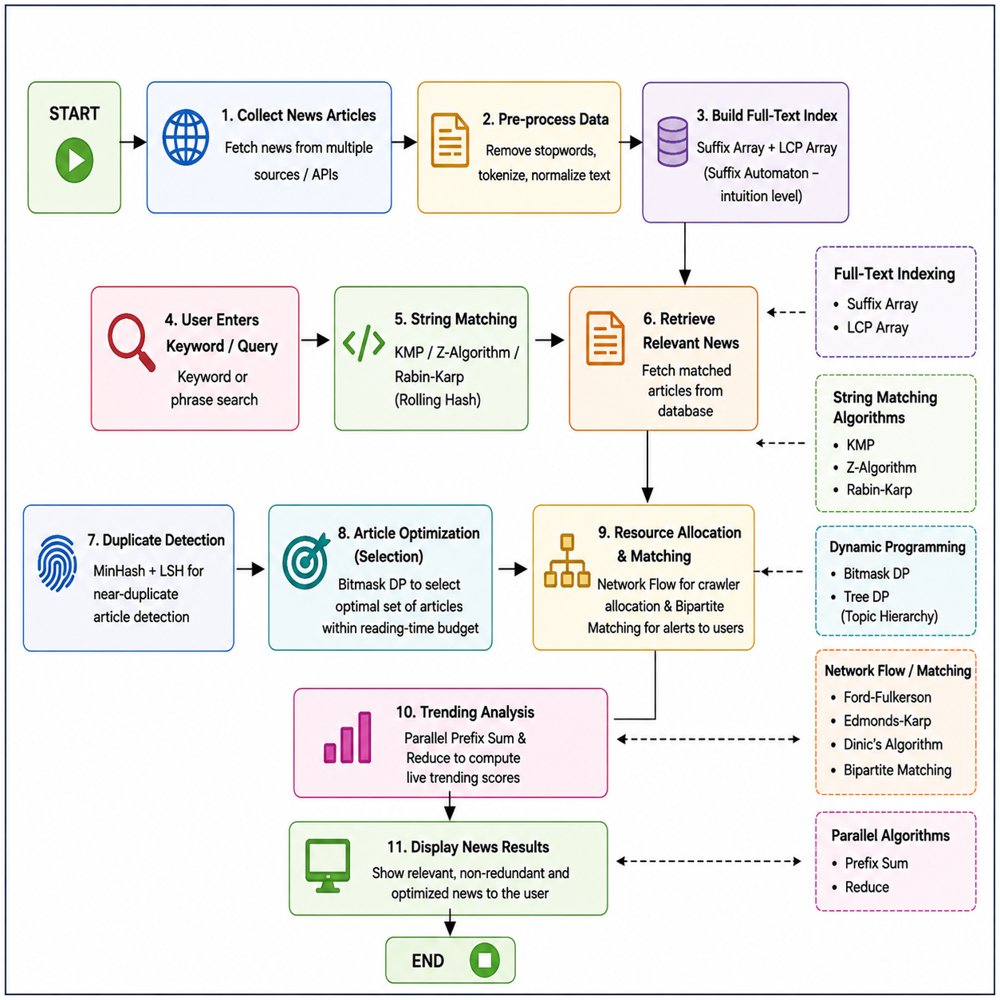 START
1. Collect News Articles
Fetch news from multiple
sources / APIs
2. Pre-process Data
Remove stopwords,
tokenize, normalize text
3. Build Full-Text Index
Suffix Array + LCP Array
(Suffix Automaton –
intuition level)
4. User Enters
Keyword / Query
Keyword or
phrase search
5. String Matching
KMP / Z-Algorithm /
Rabin-Karp
(Rolling Hash)
6. Retrieve
Relevant News
Fetch matched
articles from
database
Full-Text Indexing
• Suffix Array
• LCP Array
String Matching
Algorithms
• KMP
• Z-Algorithm
• Rabin-Karp
7. Duplicate Detection
MinHash + LSH for
near-duplicate
article detection
8. Article Optimization
(Selection)
Bitmask DP to select
optimal set of articles
within reading-time budget
9. Resource Allocation
& Matching
Network Flow for crawler
allocation & Bipartite
Matching for alerts to users
Dynamic Programming
• Bitmask DP
• Tree DP
(Topic Hierarchy)
Network Flow / Matching
• Ford-Fulkerson
• Edmonds-Karp
• Dinic's Algorithm
• Bipartite Matching
10. Trending Analysis
Parallel Prefix Sum &
Reduce to compute
live trending scores
11. Display News Results
Show relevant, non-redundant and
optimized news to the user
Parallel Algorithms
• Prefix Sum
• Reduce
END